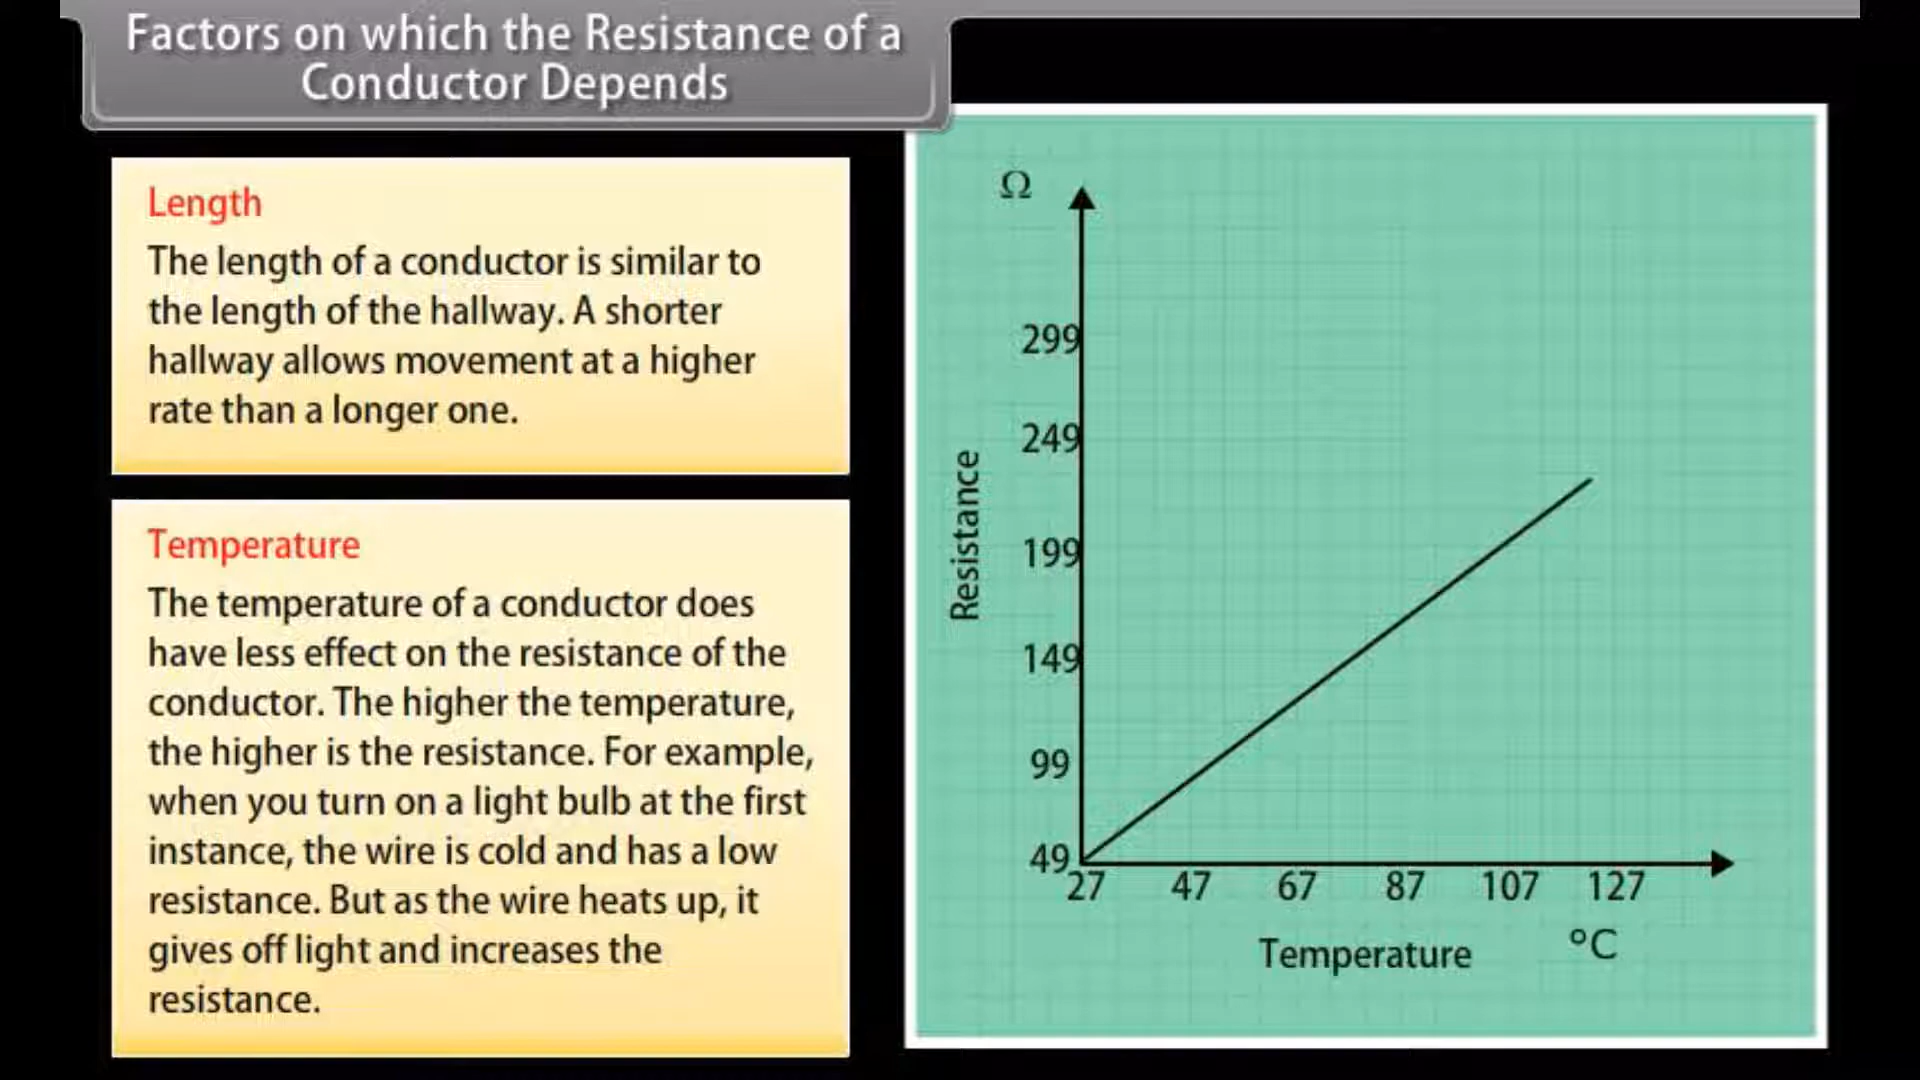 Factors on which the Resistance of a
Conductor Depends
Length
The length of a conductor is similar to
the length of the hallway. A shorter
hallway allows movement at a higher
rate than a longer one.
Temperature
The temperature of a conductor does
have less effect on the resistance of the
conductor. The higher the temperature,
the higher is the resistance. For example,
when you turn on a light bulb at the first
instance, the wire is cold and has a low
resistance. But as the wire heats up, it
gives off light and increases the
resistance.
Ω
299
249
199
149
99
49
Resistance
27 47 67 87 107 127
Temperature °C